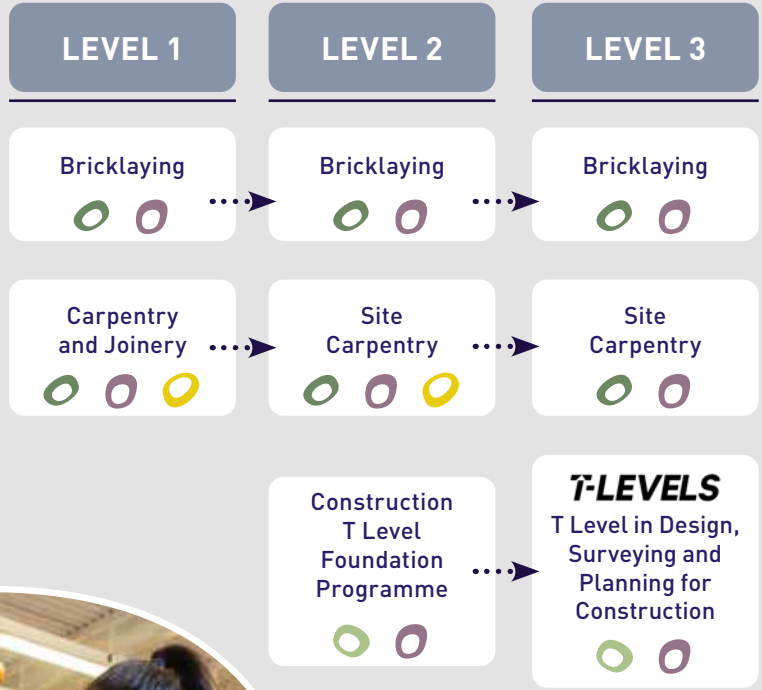 LEVEL 1
LEVEL 2
LEVEL 3
Bricklaying
Bricklaying
Bricklaying
Carpentry
and Joinery
Site
Carpentry
Site
Carpentry
Construction
T Level
Foundation
Programme
T-LEVELS
T Level in Design,
Surveying and
Planning for
Construction